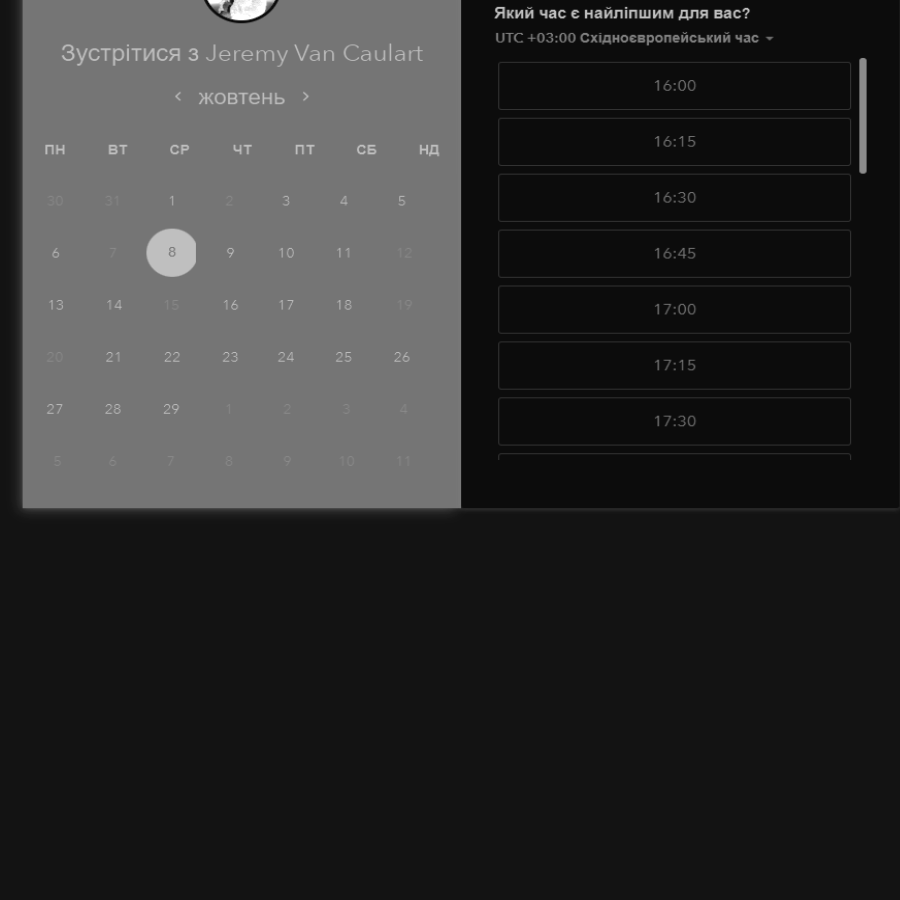 Зустрітися з Jeremy Van Caulart
жовтень
ПН ВТ СР ЧТ ПТ СБ НД
30 31 1 2 3 4 5
6 7 8 9 10 11 12
13 14 15 16 17 18 19
20 21 22 23 24 25 26
27 28 29 1 2 3 4
5 6 7 8 9 10 11
Який час є найліпшим для вас?
UTC +03:00 Східноєвропейський час
16:00
16:15
16:30
16:45
17:00
17:15
17:30